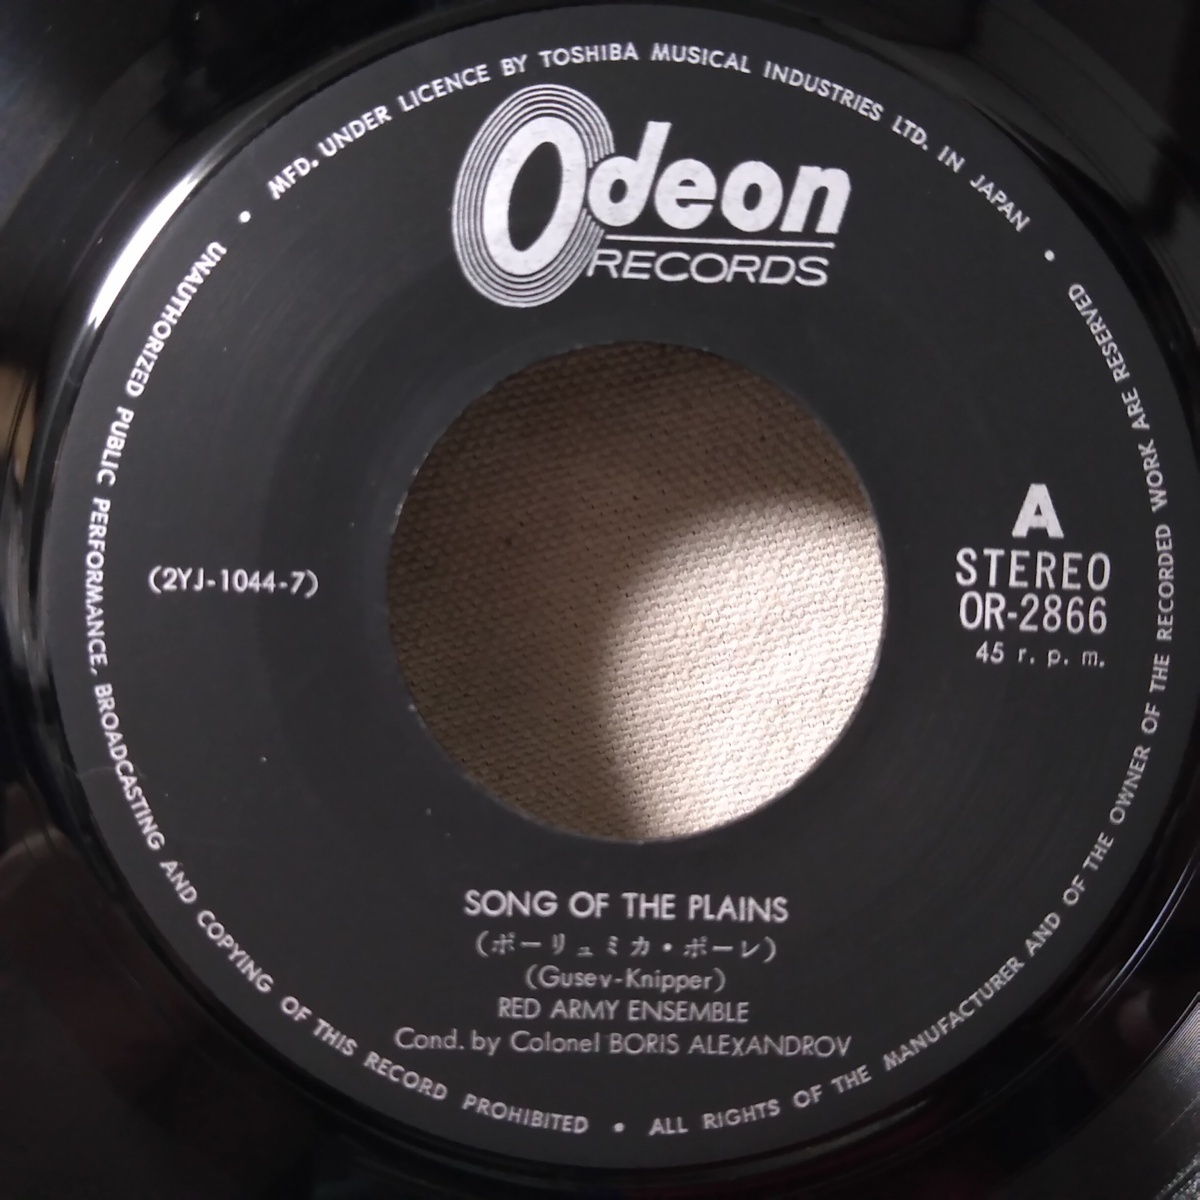 MFD. UNDER LICENCE BY TOSHIBA MUSICAL INDUSTRIES LTD. IN JAPAN •
Odeon
RECORDS
A
STEREO
OR-2866
45 r. p. m.
(2YJ-1044-7)
SONG OF THE PLAINS
(ポーリュミカ・ポーレ)
(Gusev-Knipper)
RED ARMY ENSEMBLE
Cond. by Colonel BORIS ALEXANDROV
ALL RIGHTS OF THE MANUFACTURER AND OF THE OWNER OF THE RECORDED WORK ARE RESERVED •
UNAUTHORIZED PUBLIC PERFORMANCE, BROADCASTING AND COPYING OF THIS RECORD PROHIBITED •